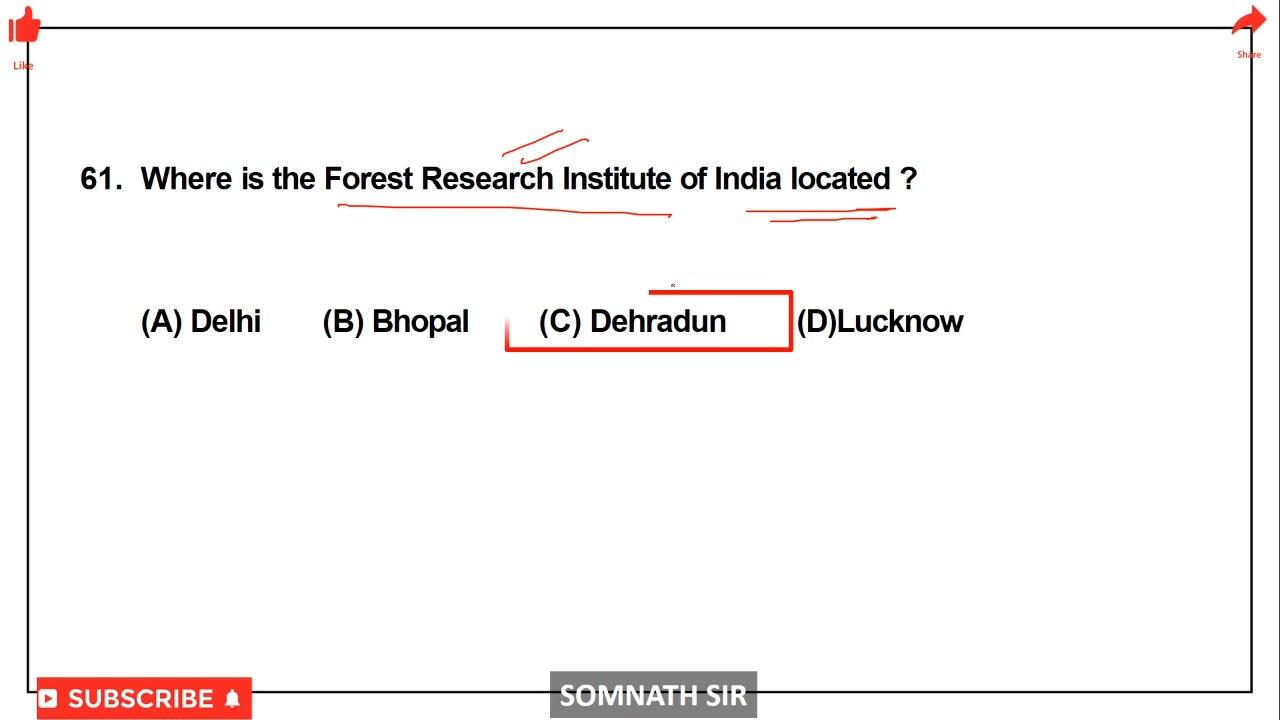 Like
Share
61. Where is the Forest Research Institute of India located ?
(A) Delhi (B) Bhopal (C) Dehradun (D)Lucknow
SUBSCRIBE
SOMNATH SIR